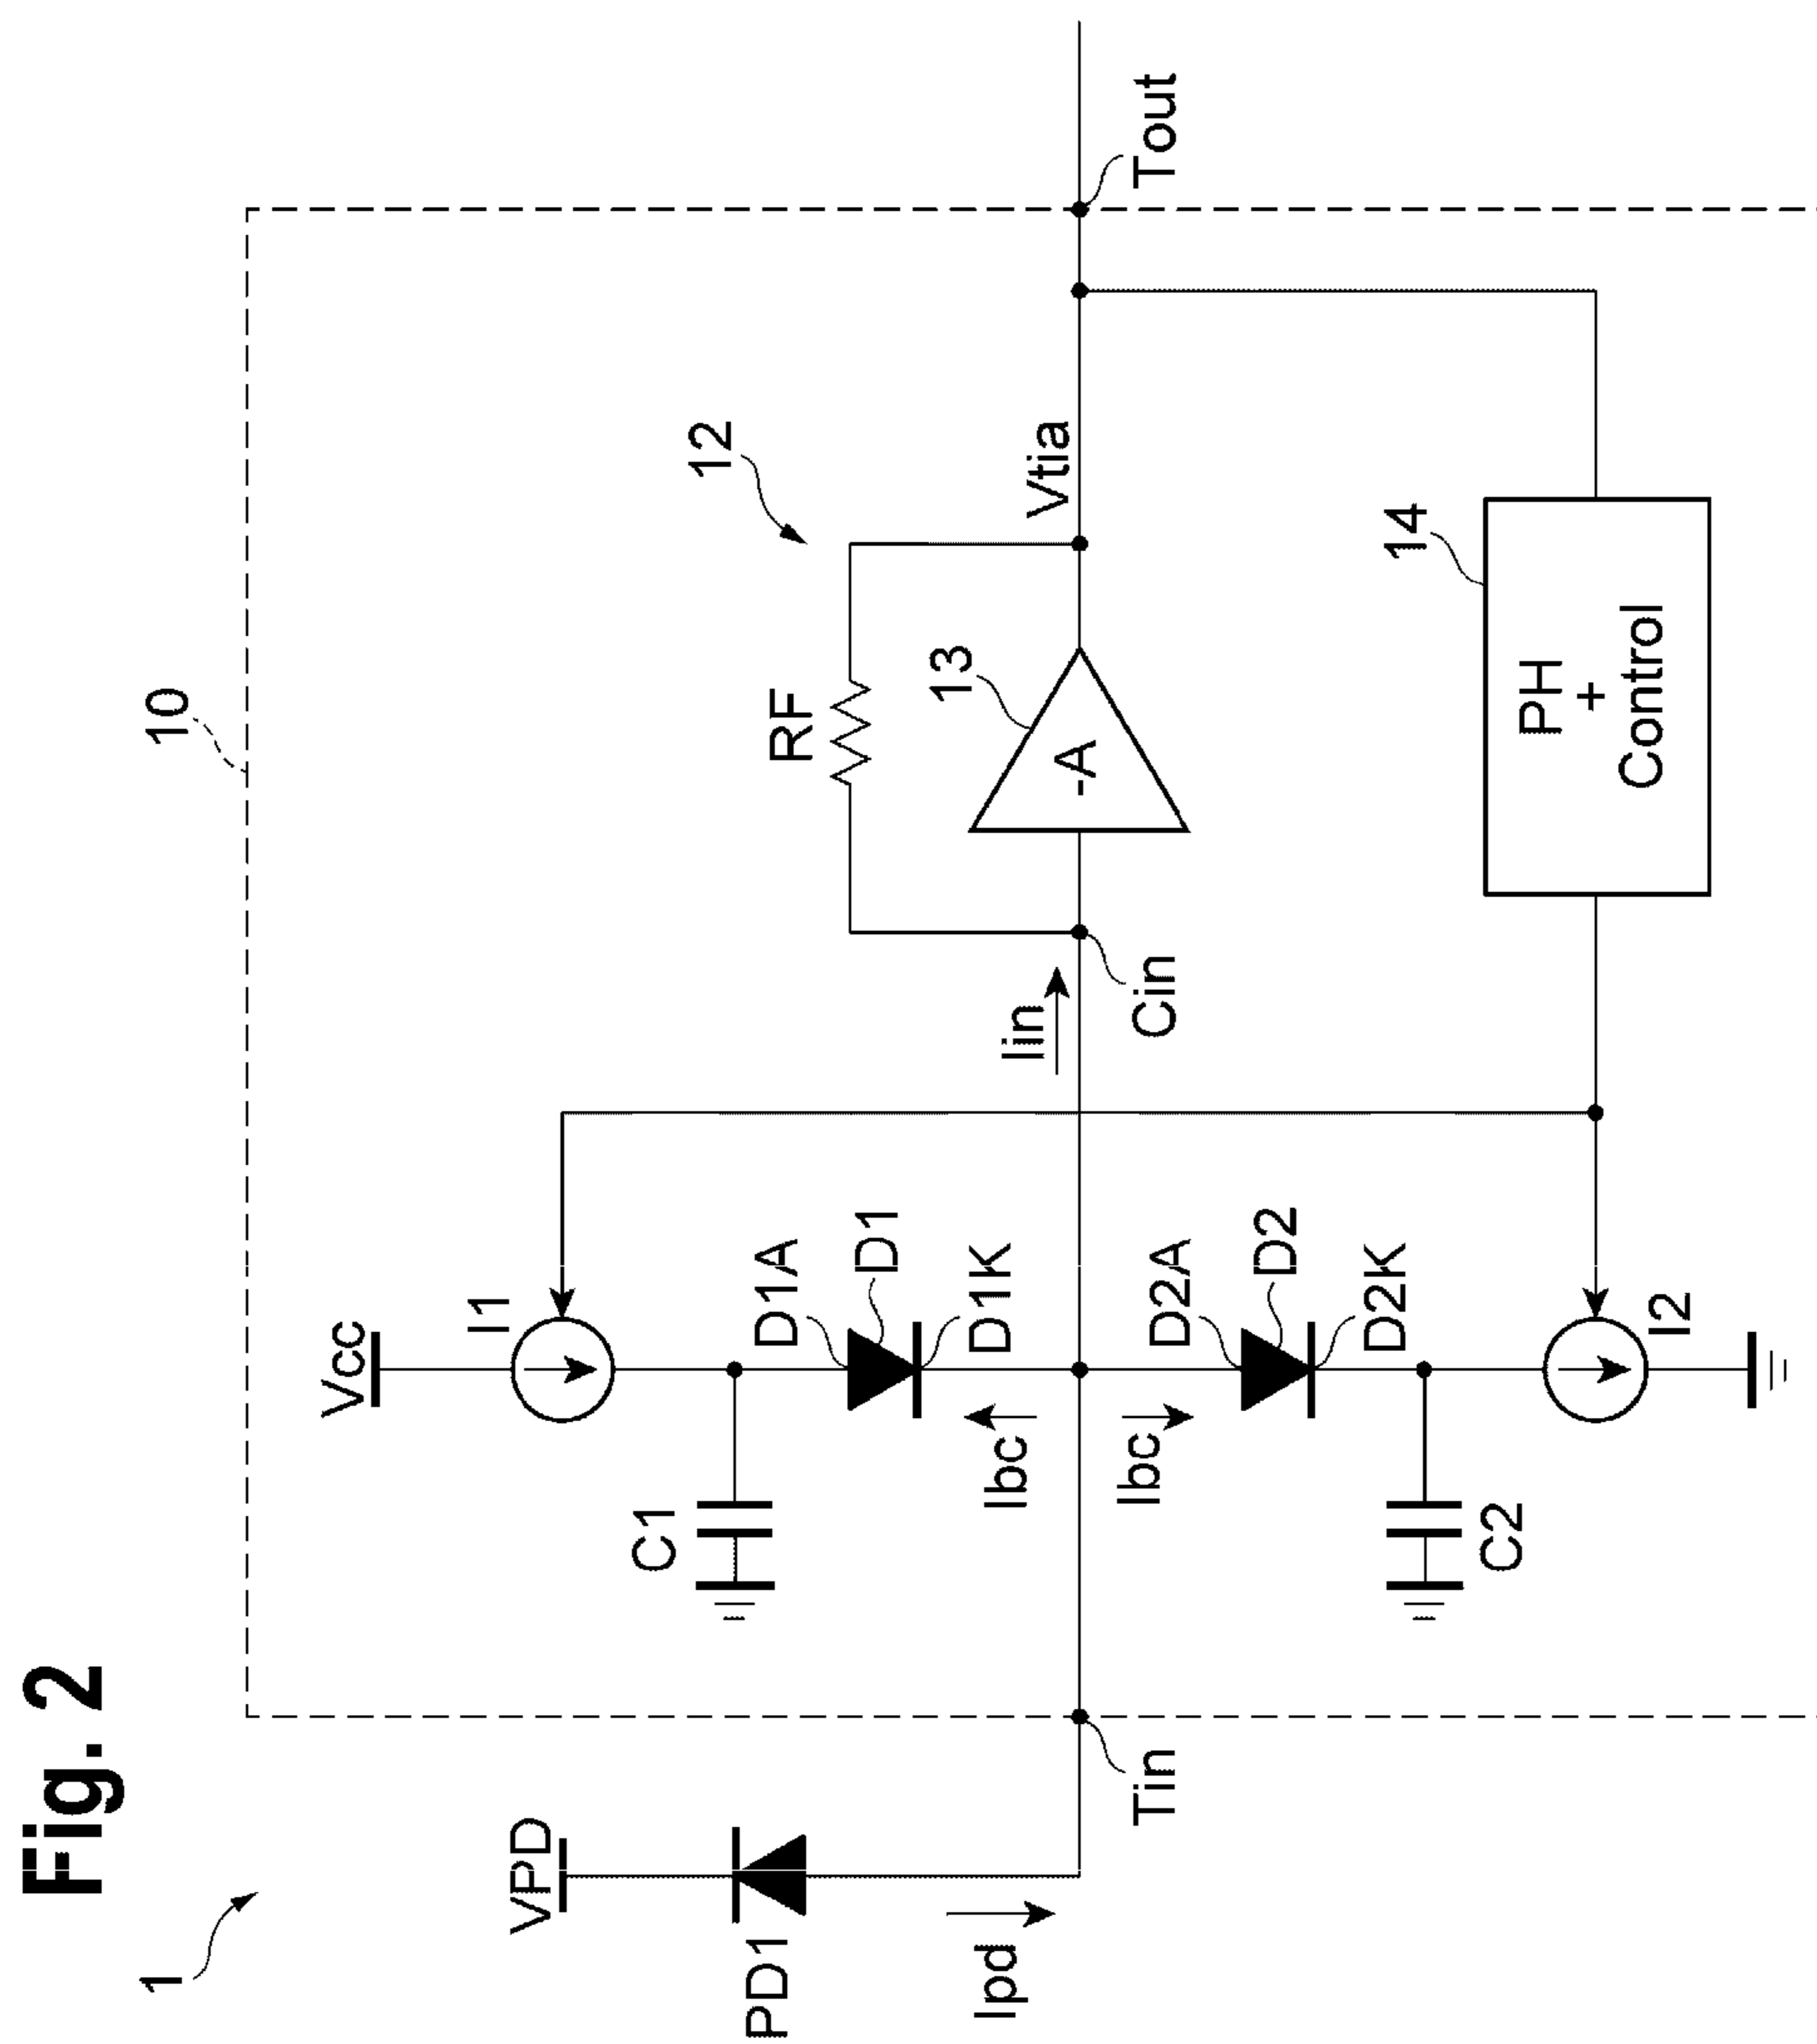 Fig. 2
1
10
VPD
PD1
Ipd
Tin
Vcc
I1
C1
D1A
D1
D1K
Ibc
Ibc
D2A
D2
D2K
C2
I2
Iin
Cin
RF
12
13
-A
Vtia
14
PH
+
Control
Tout